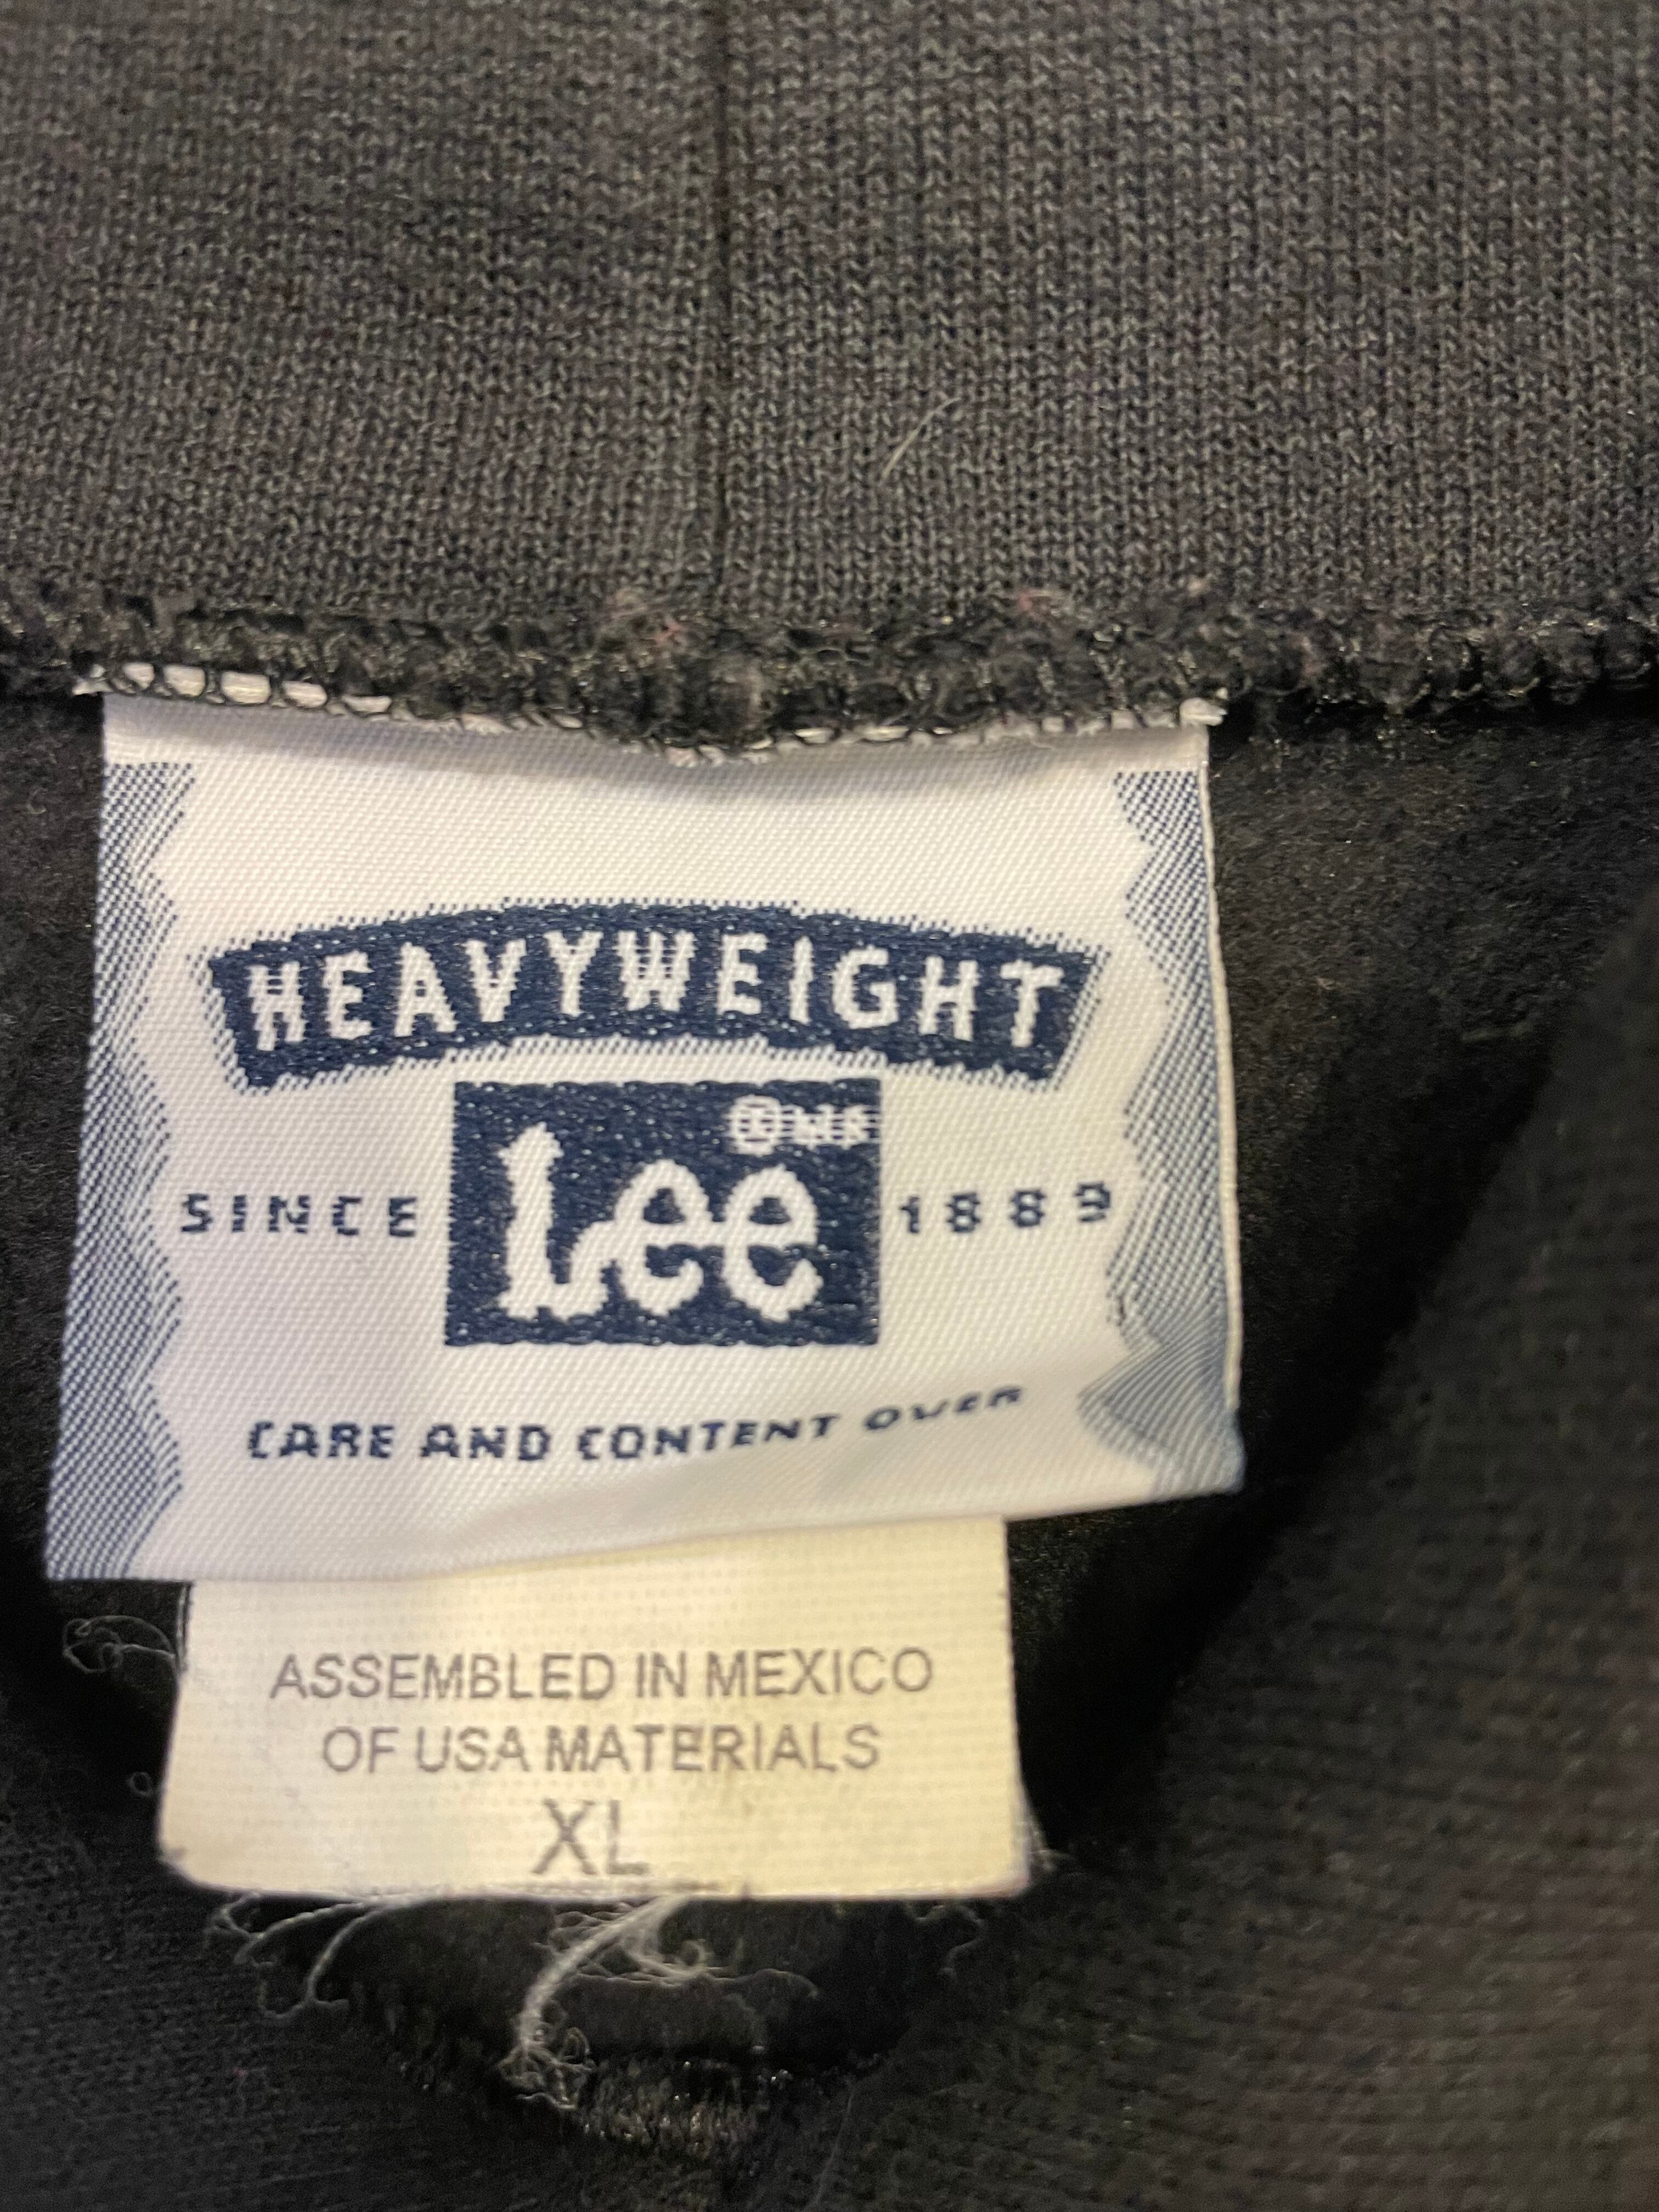 HEAVYWEIGHT
Lee ®
SINCE 1889
CARE AND CONTENT OVER
ASSEMBLED IN MEXICO
OF USA MATERIALS
XL